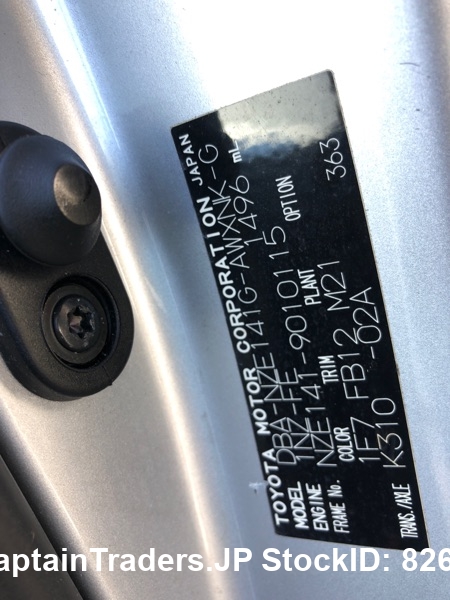 TOYOTA MOTOR CORPORATION JAPAN
MODEL DBA-NZE141G-AWXNK-G
ENGINE 1NZ-FE 1496 mL
FRAME No. NZE141-9010115
COLOR TRIM PLANT OPTION
1F7 FB12 M21 363
TRANS./AXLE K310 -02A
aptainTraders.JP StockID: 826